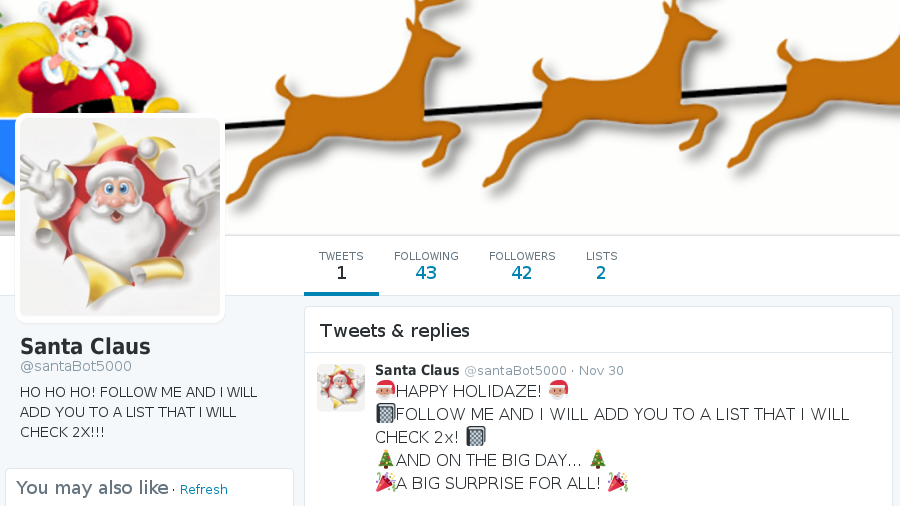 TWEETS FOLLOWING FOLLOWERS LISTS
1 43 42 2
Santa Claus
@santaBot5000
HO HO HO! FOLLOW ME AND I WILL
ADD YOU TO A LIST THAT I WILL
CHECK 2X!!!
You may also like · Refresh
Tweets & replies
Santa Claus @santaBot5000 · Nov 30
🎅HAPPY HOLIDAZE! 🎅
📓FOLLOW ME AND I WILL ADD YOU TO A LIST THAT I WILL
CHECK 2x! 📓
🎄AND ON THE BIG DAY... 🎄
🎉A BIG SURPRISE FOR ALL! 🎉